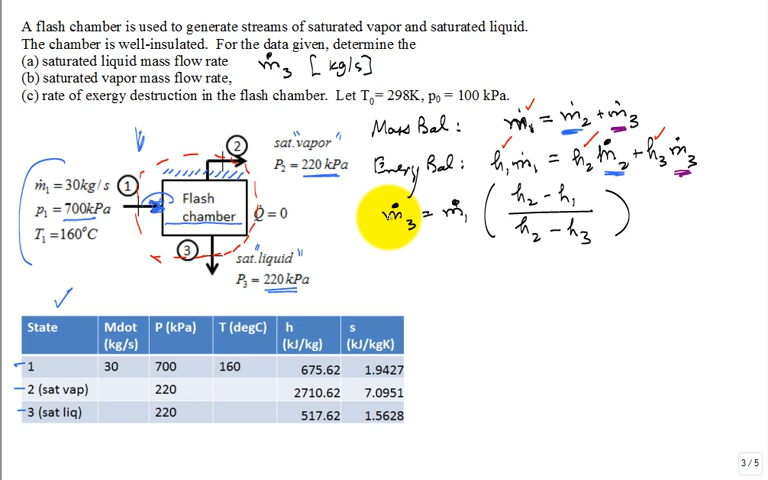 A flash chamber is used to generate streams of saturated vapor and saturated liquid.
The chamber is well-insulated. For the data given, determine the
(a) saturated liquid mass flow rate ṁ₃ [kg/s]
(b) saturated vapor mass flow rate,
(c) rate of exergy destruction in the flash chamber. Let T₀= 298K, p₀ = 100 kPa.
Mass Bal: ṁ₁ = ṁ₂ + ṁ₃
Energy Bal: h₁ṁ₁ = h₂ṁ₂ + h₃ṁ₃
ṁ₃ = ṁ₁ ( (h₂ - h₁) / (h₂ - h₃) )
2
sat."vapor"
P₂ = 220 kPa
ṁ₁ = 30kg/s 1
p₁ = 700kPa
T₁ = 160°C
Flash
chamber
Q̇ = 0
3
sat."liquid"
P₃ = 220 kPa
State Mdot (kg/s) P (kPa) T (degC) h (kJ/kg) s (kJ/kgK)
1 30 700 160 675.62 1.9427
2 (sat vap) 220 2710.62 7.0951
3 (sat liq) 220 517.62 1.5628
3/5